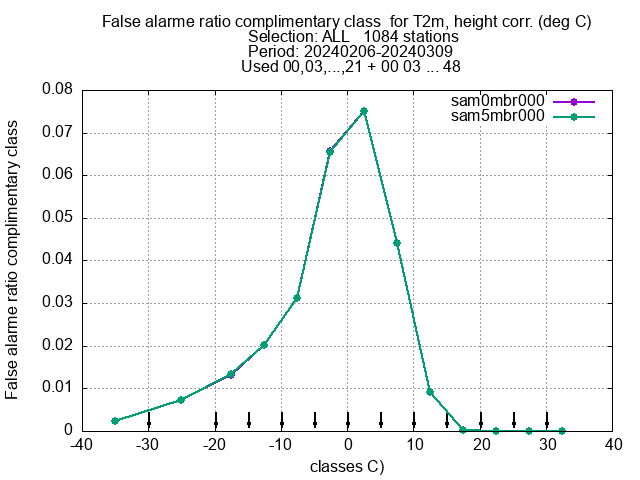 False alarme ratio complimentary class  for T2m, height corr. (deg C)
Selection: ALL   1084 stations
Period: 20240206-20240309
Used 00,03,...,21 + 00 03 ... 48
sam0mbr000
sam5mbr000
False alarme ratio complimentary class
0.08
0.07
0.06
0.05
0.04
0.03
0.02
0.01
0
-40 -30 -20 -10 0 10 20 30 40
classes C)